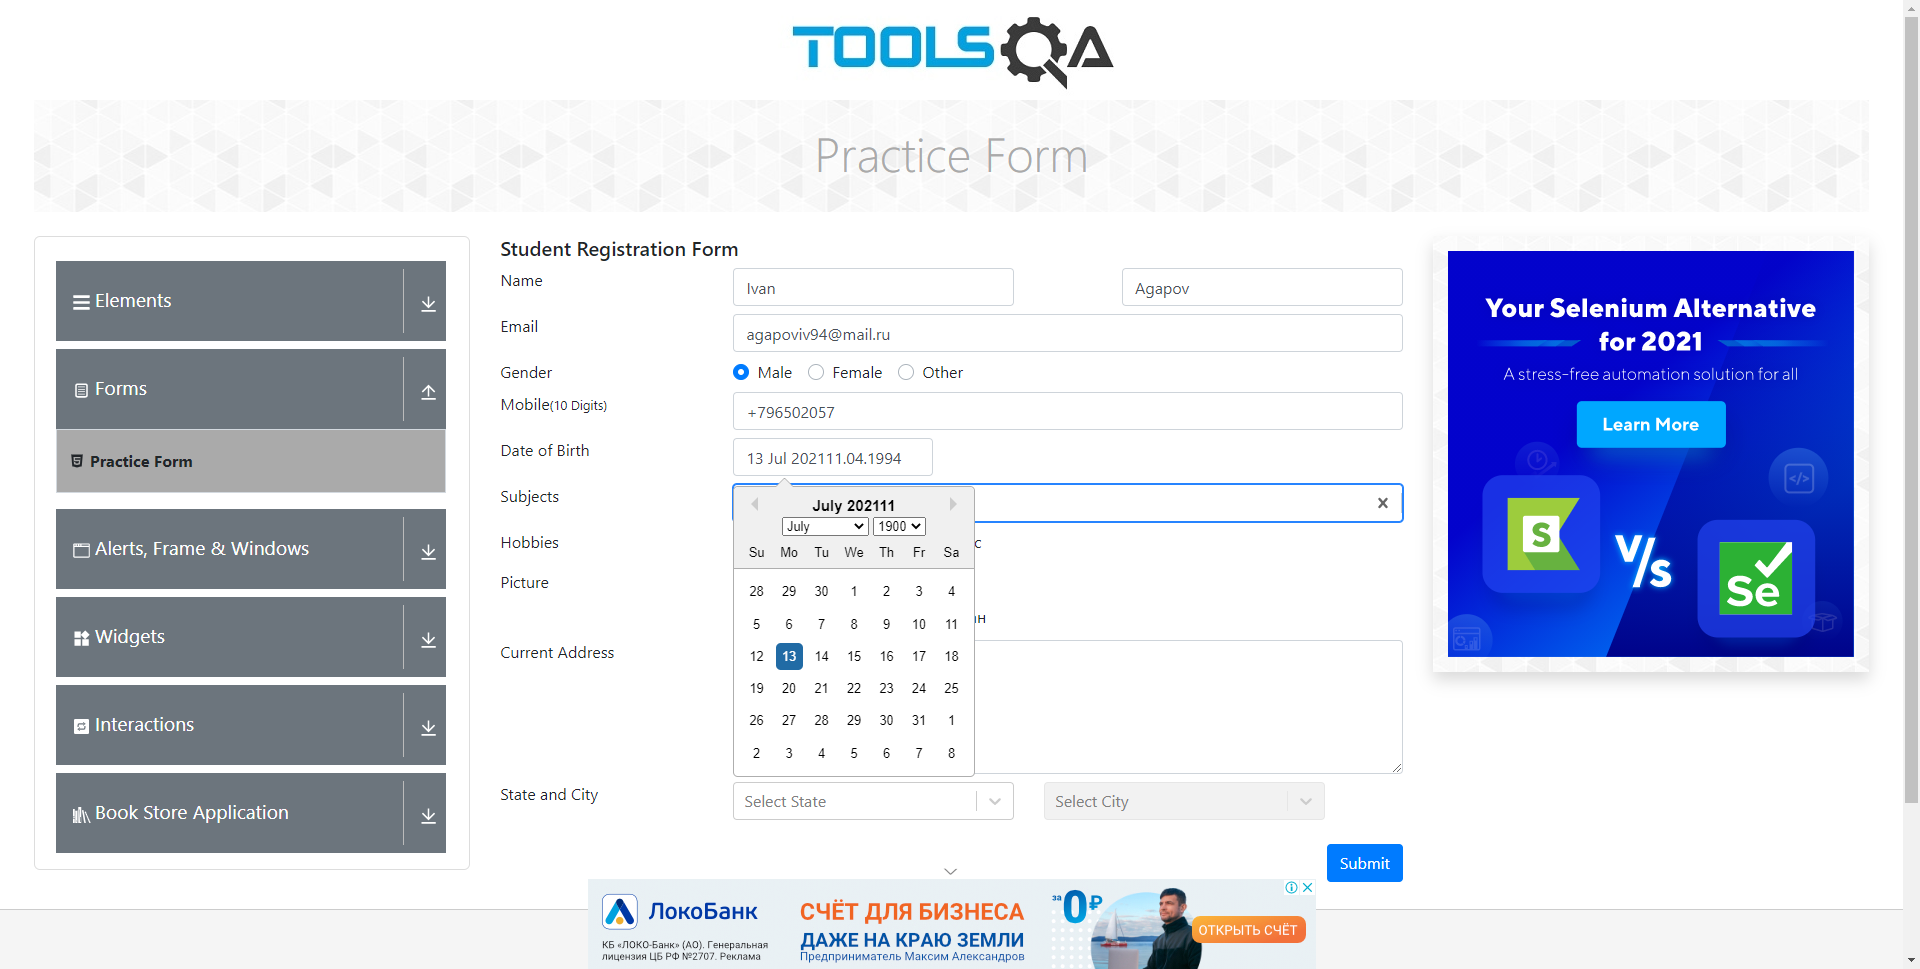 TOOLSQA
Practice Form
Elements
Forms
Practice Form
Alerts, Frame & Windows
Widgets
Interactions
Book Store Application
Student Registration Form
Name
Ivan
Agapov
Email
agapoviv94@mail.ru
Gender
Male
Female
Other
Mobile(10 Digits)
+796502057
Date of Birth
13 Jul 202111.04.1994
Subjects
July 202111
July
1900
Su Mo Tu We Th Fr Sa
28 29 30 1 2 3 4
5 6 7 8 9 10 11
12 13 14 15 16 17 18
19 20 21 22 23 24 25
26 27 28 29 30 31 1
2 3 4 5 6 7 8
Hobbies
c
Picture
н
Current Address
State and City
Select State
Select City
Submit
Your Selenium Alternative
for 2021
A stress-free automation solution for all
Learn More
S
V/s
Se
ЛокоБанк
КБ «ЛОКО-Банк» (АО). Генеральная
лицензия ЦБ РФ №2707. Реклама
СЧЁТ ДЛЯ БИЗНЕСА
ДАЖЕ НА КРАЮ ЗЕМЛИ
Предприниматель Максим Александров
за 0 ₽
ОТКРЫТЬ СЧЁТ